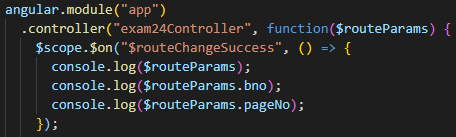 angular.module("app")
.controller("exam24Controller", function($routeParams) {
$scope.$on("$routeChangeSuccess", () => {
console.log($routeParams);
console.log($routeParams.bno);
console.log($routeParams.pageNo);
});